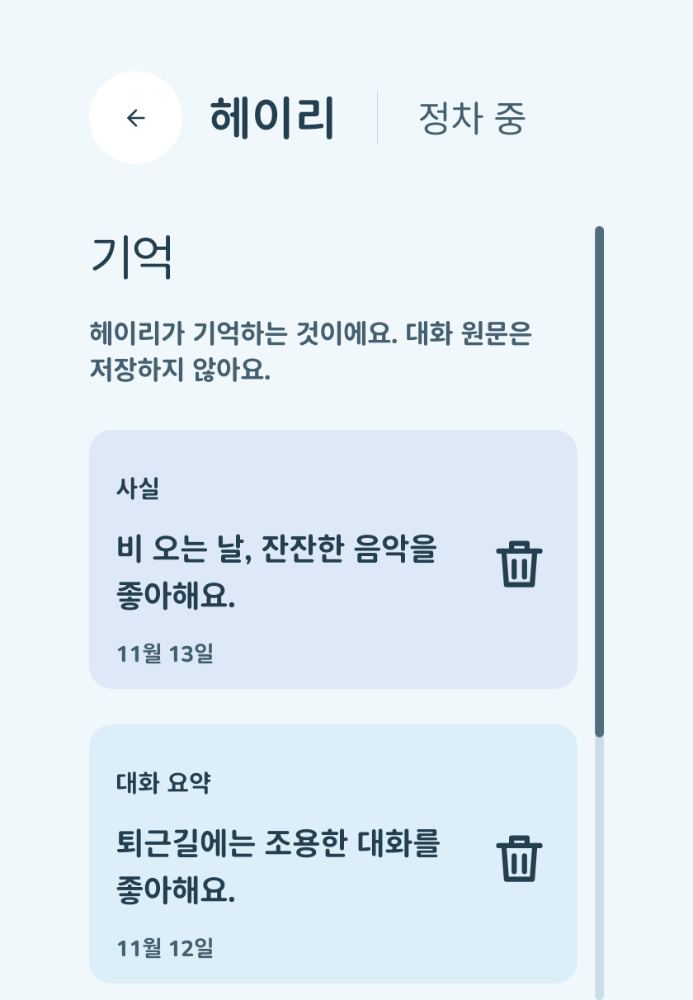 헤이리
정차 중
기억
헤이리가 기억하는 것이에요. 대화 원문은
저장하지 않아요.
사실
비 오는 날, 잔잔한 음악을
좋아해요.
11월 13일
대화 요약
퇴근길에는 조용한 대화를
좋아해요.
11월 12일